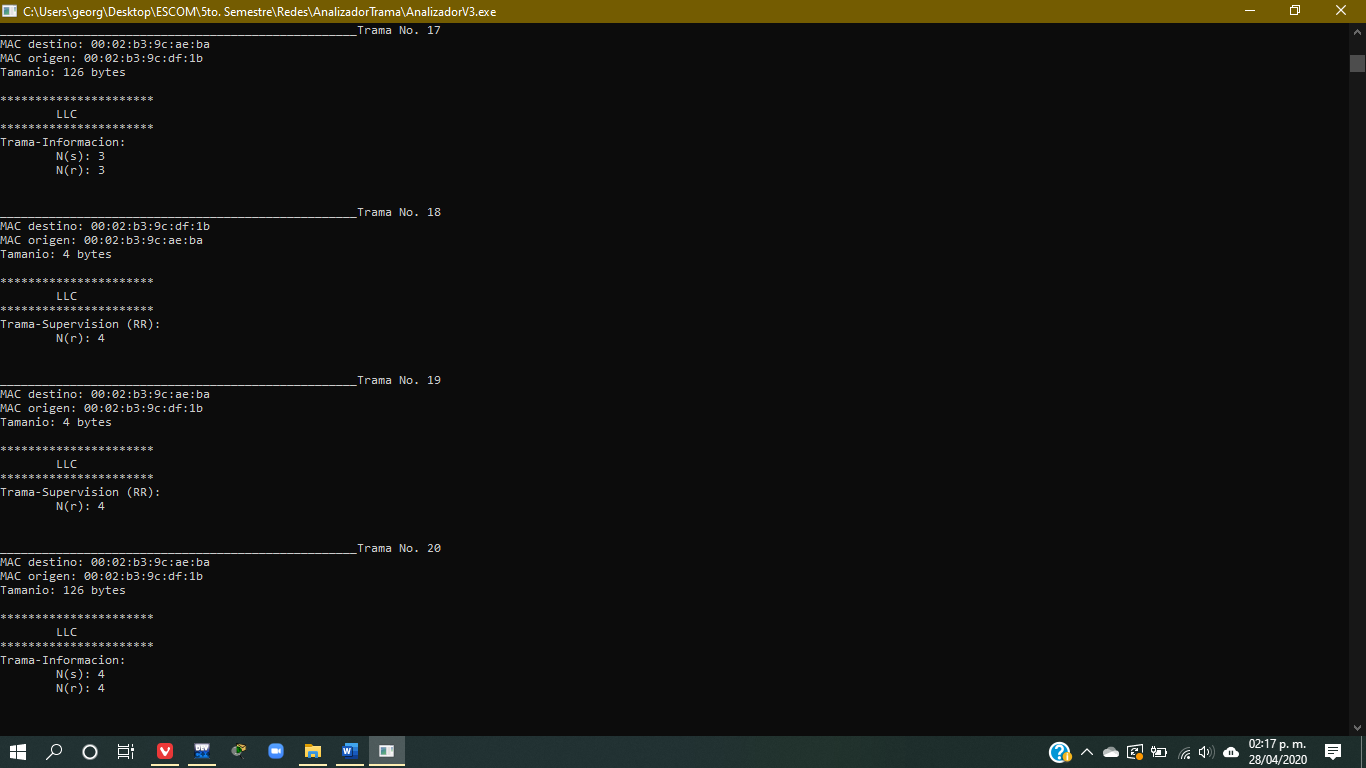 C:\Users\georg\Desktop\ESCOM\5to. Semestre\Redes\AnalizadorTrama\AnalizadorV3.exe
___________________________________________________Trama No. 17
MAC destino: 00:02:b3:9c:ae:ba
MAC origen: 00:02:b3:9c:df:1b
Tamanio: 126 bytes
**********************
LLC
**********************
Trama-Informacion:
N(s): 3
N(r): 3
___________________________________________________Trama No. 18
MAC destino: 00:02:b3:9c:df:1b
MAC origen: 00:02:b3:9c:ae:ba
Tamanio: 4 bytes
**********************
LLC
**********************
Trama-Supervision (RR):
N(r): 4
___________________________________________________Trama No. 19
MAC destino: 00:02:b3:9c:ae:ba
MAC origen: 00:02:b3:9c:df:1b
Tamanio: 4 bytes
**********************
LLC
**********************
Trama-Supervision (RR):
N(r): 4
___________________________________________________Trama No. 20
MAC destino: 00:02:b3:9c:ae:ba
MAC origen: 00:02:b3:9c:df:1b
Tamanio: 126 bytes
**********************
LLC
**********************
Trama-Informacion:
N(s): 4
N(r): 4
DEV
W
?
02:17 p. m.
28/04/2020